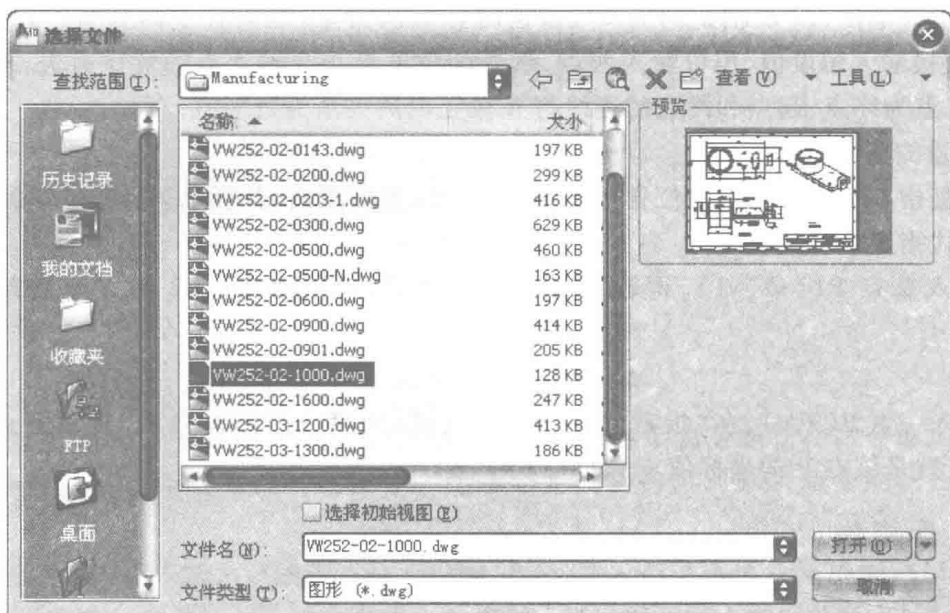 选择文件
查找范围(I):
Manufacturing
查看(V)
工具(L)
历史记录
我的文档
收藏夹
FTP
桌面
名称
大小
VW252-02-0143.dwg 197 KB
VW252-02-0200.dwg 299 KB
VW252-02-0203-1.dwg 416 KB
VW252-02-0300.dwg 629 KB
VW252-02-0500.dwg 460 KB
VW252-02-0500-N.dwg 163 KB
VW252-02-0600.dwg 197 KB
VW252-02-0900.dwg 414 KB
VW252-02-0901.dwg 205 KB
VW252-02-1000.dwg 128 KB
VW252-02-1600.dwg 247 KB
VW252-03-1200.dwg 413 KB
VW252-03-1300.dwg 186 KB
预览
选择初始视图(E)
文件名(N):
VW252-02-1000.dwg
打开(O)
文件类型(T):
图形 (*.dwg)
取消